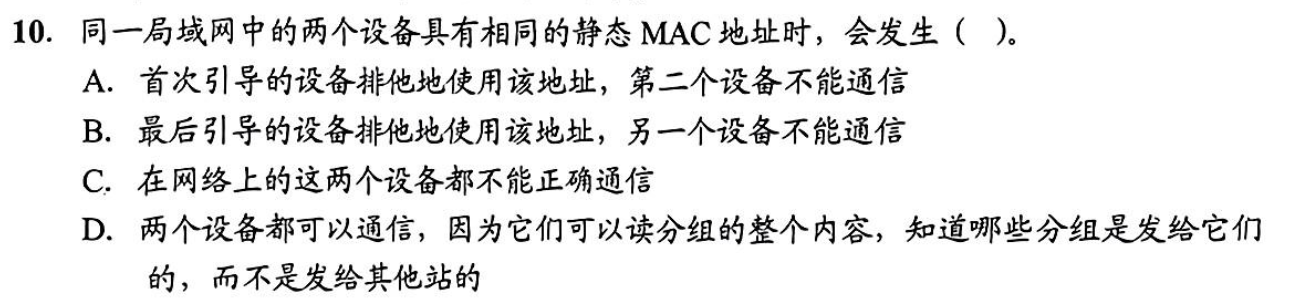 10. 同一局域网中的两个设备具有相同的静态 MAC 地址时，会发生（ ）。
A. 首次引导的设备排他地使用该地址，第二个设备不能通信
B. 最后引导的设备排他地使用该地址，另一个设备不能通信
C. 在网络上的这两个设备都不能正确通信
D. 两个设备都可以通信，因为它们可以读分组的整个内容，知道哪些分组是发给它们
的，而不是发给其他站的